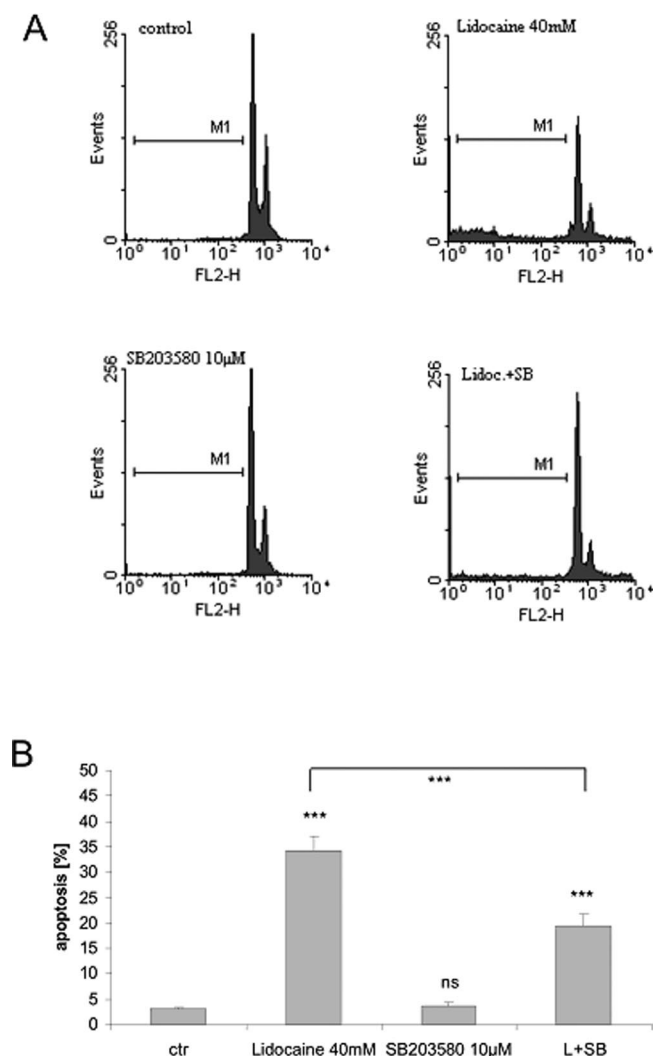 A
control
Lidocaine 40mM
256
M1
Events
0
10⁰ 10¹ 10² 10³ 10⁴
FL2-H
256
M1
Events
0
10⁰ 10¹ 10² 10³ 10⁴
FL2-H
SB203580 10µM
Lidoc.+SB
256
M1
Events
0
10⁰ 10¹ 10² 10³ 10⁴
FL2-H
256
M1
Events
0
10⁰ 10¹ 10² 10³ 10⁴
FL2-H
B
50
45
40
35
30
25
20
15
10
5
0
apoptosis [%]
***
***
***
ns
ctr Lidocaine 40mM SB203580 10µM L+SB